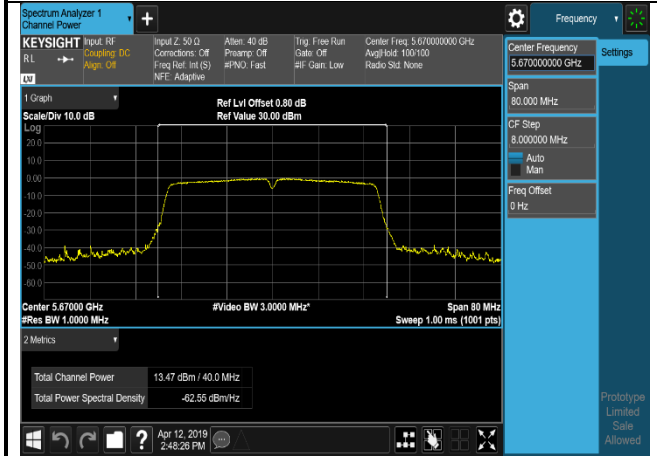 Spectrum Analyzer 1
Channel Power
+
Frequency
KEYSIGHT
RL
LXI
Input: RF
Coupling: DC
Align: Off
Input Z: 50 Ω
Corrections: Off
Freq Ref: Int (S)
NFE: Adaptive
Atten: 40 dB
Preamp: Off
#PNO: Fast
Trig: Free Run
Gate: Off
#IF Gain: Low
Center Freq: 5.670000000 GHz
Avg|Hold: 100/100
Radio Std: None
Center Frequency
5.670000000 GHz
Settings
Span
80.000 MHz
CF Step
8.000000 MHz
Auto
Man
Freq Offset
0 Hz
1 Graph
Scale/Div 10.0 dB
Ref Lvl Offset 0.80 dB
Ref Value 30.00 dBm
Log
20.0
10.0
0.00
-10.0
-20.0
-30.0
-40.0
-50.0
-60.0
Center 5.67000 GHz
#Res BW 1.0000 MHz
#Video BW 3.0000 MHz*
Span 80 MHz
Sweep 1.00 ms (1001 pts)
2 Metrics
Total Channel Power 13.47 dBm / 40.0 MHz
Total Power Spectral Density -62.55 dBm/Hz
Prototype
Limited
Sale
Allowed
?
Apr 12, 2019
2:48:26 PM